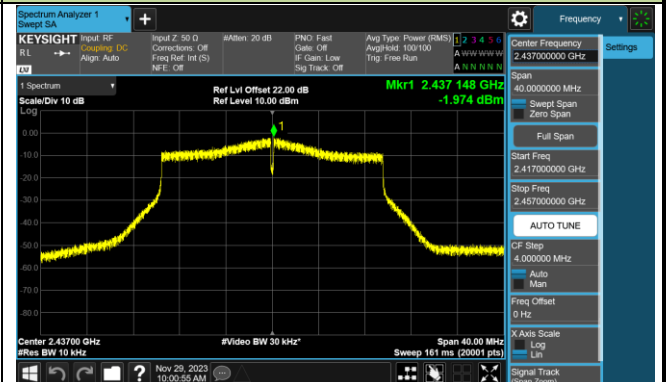 Spectrum Analyzer 1
Swept SA
Frequency
KEYSIGHT
RL
Input: RF
Coupling: DC
Align: Auto
Input Z: 50 Ω
Corrections: Off
Freq Ref: Int (S)
NFE: Off
#Atten: 20 dB
PNO: Fast
Gate: Off
IF Gain: Low
Sig Track: Off
Avg Type: Power (RMS)
Avg|Hold: 100/100
Trig: Free Run
1 2 3 4 5 6
A W W W W W
A N N N N N
1 Spectrum
Scale/Div 10 dB
Log
Ref Lvl Offset 22.00 dB
Ref Level 10.00 dBm
Mkr1 2.437 148 GHz
-1.974 dBm
1
0.00
-10.0
-20.0
-30.0
-40.0
-50.0
-60.0
-70.0
-80.0
Center 2.43700 GHz
#Res BW 10 kHz
#Video BW 30 kHz*
Span 40.00 MHz
Sweep 161 ms (20001 pts)
Nov 29, 2023
10:00:55 AM
Center Frequency
2.437000000 GHz
Settings
Span
40.0000000 MHz
Swept Span
Zero Span
Full Span
Start Freq
2.417000000 GHz
Stop Freq
2.457000000 GHz
AUTO TUNE
CF Step
4.000000 MHz
Auto
Man
Freq Offset
0 Hz
X Axis Scale
Log
Lin
Signal Track
(Span Zoom)